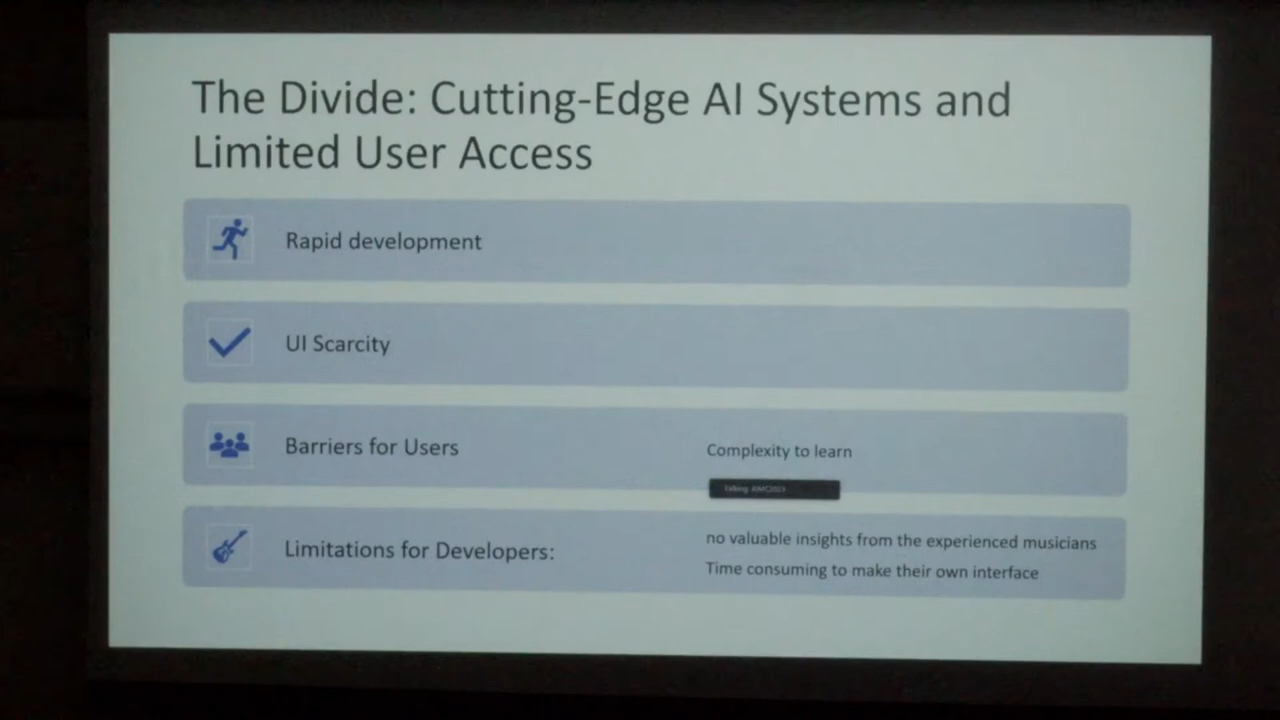 The Divide: Cutting-Edge AI Systems and
Limited User Access
Rapid development
UI Scarcity
Barriers for Users
Complexity to learn
Talking:
Limitations for Developers:
no valuable insights from the experienced musicians
Time consuming to make their own interface